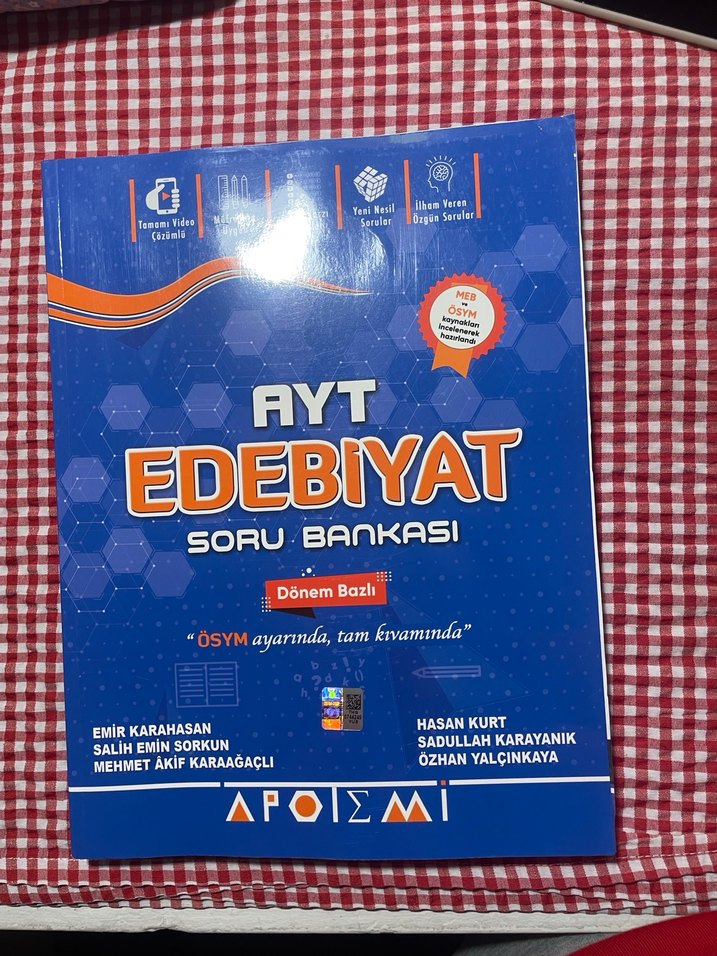 Tamamı Video
Çözümlü
Yeni Nesil
Sorular
İlham Veren
Özgün Sorular
MEB
ve
ÖSYM
kaynakları
incelenerek
hazırlandı
AYT
EDEBİYAT
SORU BANKASI
Dönem Bazlı
“ ÖSYM ayarında, tam kıvamında”
EMİR KARAHASAN
SALİH EMİN SORKUN
MEHMET ÂKİF KARAAĞAÇLI
HASAN KURT
SADULLAH KARAYANIK
ÖZHAN YALÇINKAYA
APOLEMİ